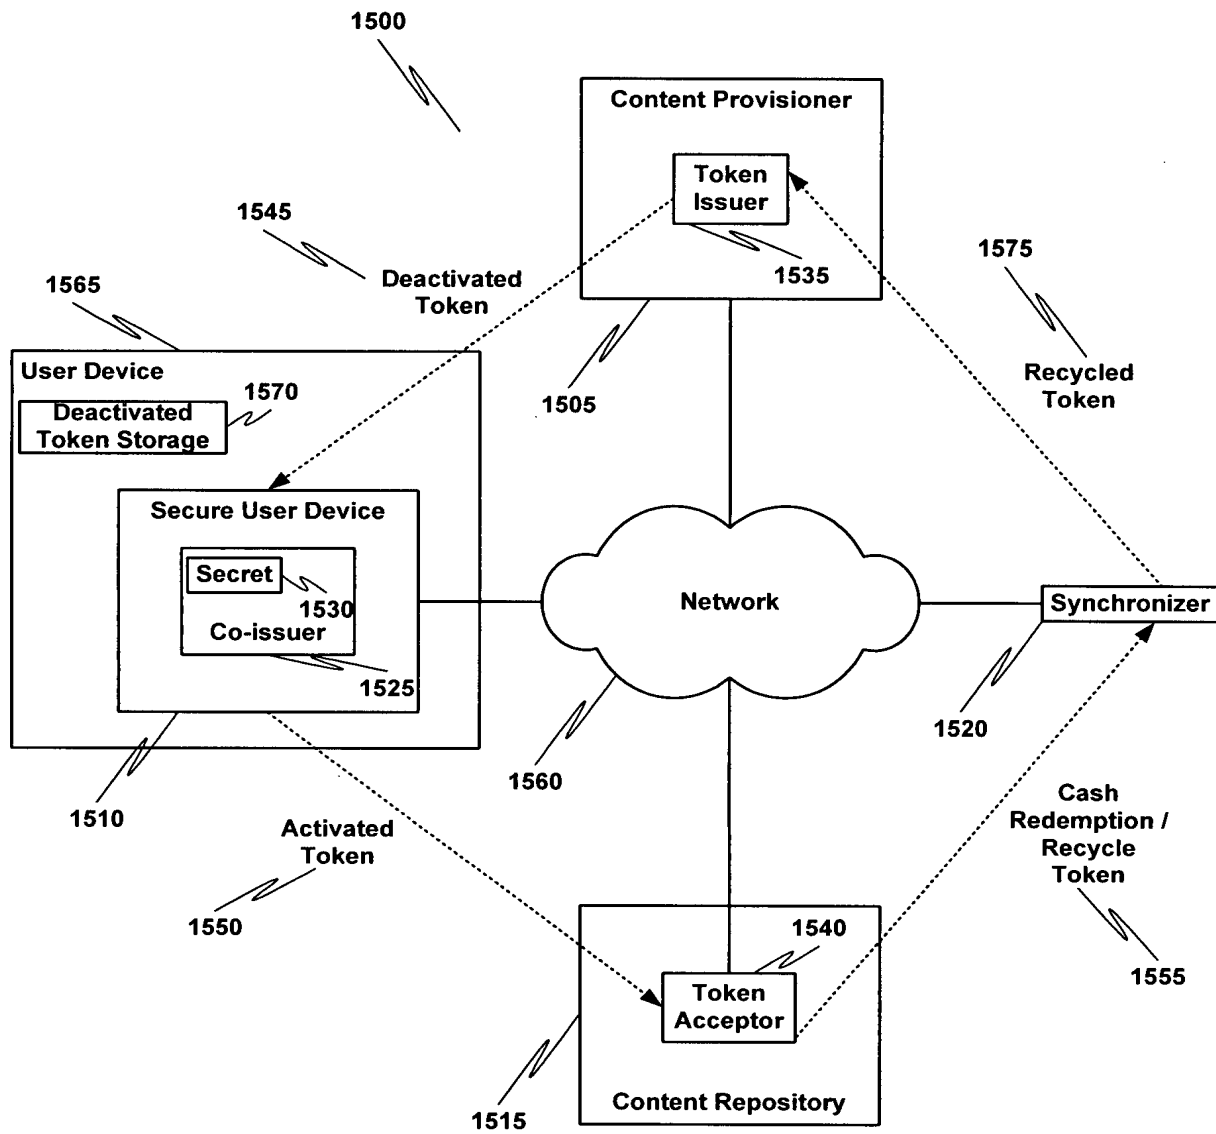 1500
Content Provisioner
Token
Issuer
1535
1545
Deactivated
Token
1575
1565
User Device
1570
Deactivated
Token Storage
1505
Recycled
Token
Secure User Device
Secret
1530
Co-issuer
1525
Network
Synchronizer
1520
1560
1510
Activated
Token
1550
Cash
Redemption /
Recycle
Token
1555
1540
Token
Acceptor
1515
Content Repository